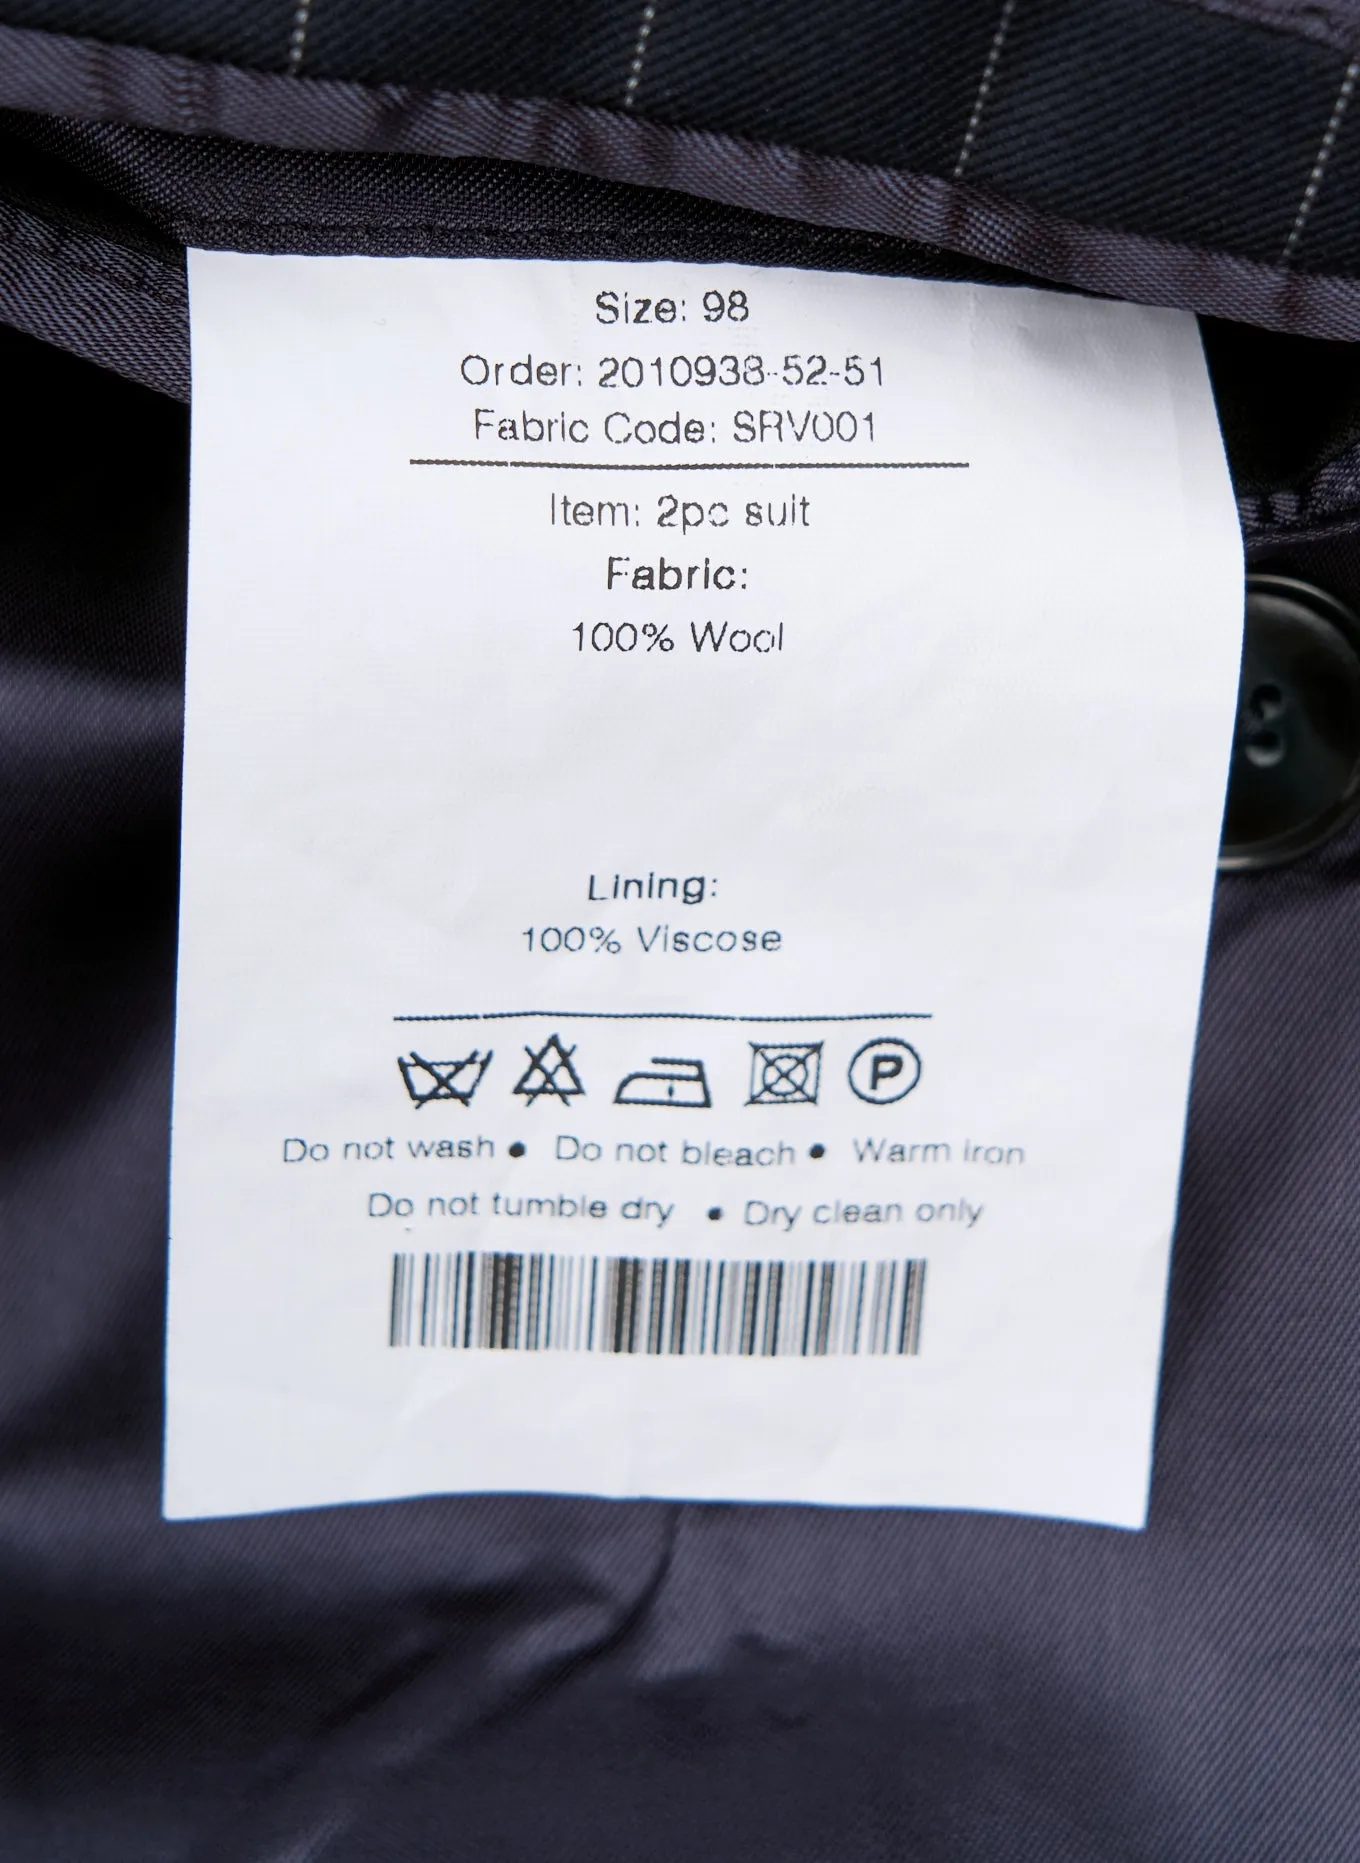 Size: 98
Order: 2010938-52-51
Fabric Code: SRV001
Item: 2pc suit
Fabric:
100% Wool
Lining:
100% Viscose
P
Do not wash • Do not bleach • Warm iron
Do not tumble dry • Dry clean only